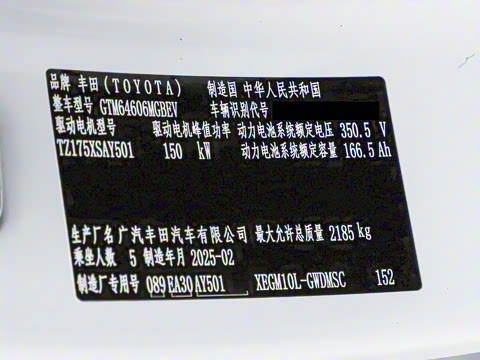 品牌 丰田(TOYOTA) 制造国 中华人民共和国
整车型号 GTM64606MGBEV 车辆识别代号
驱动电机型号 驱动电机峰值功率 动力电池系统额定电压 350.5 V
TZ175XSAY501 150 kW 动力电池系统额定容量 166.5 Ah
生产厂名 广汽丰田汽车有限公司 最大允许总质量 2185 kg
乘坐人数 5 制造年月 2025-02
制造厂专用号 089 EA30 AY501 XEGM10L-GWDMSC 152